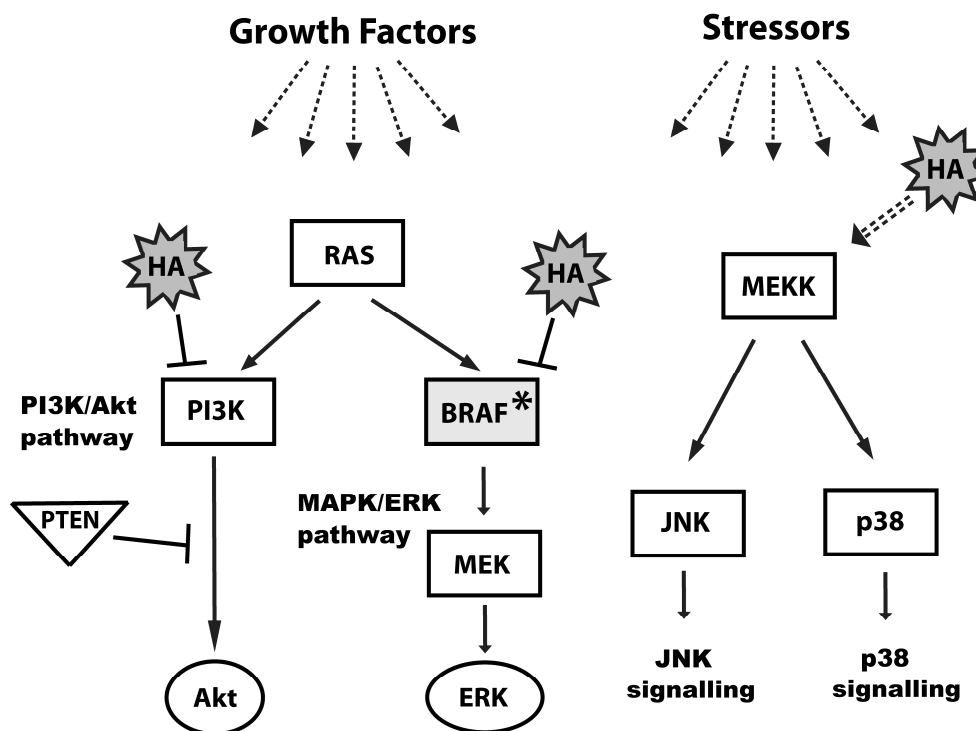 Growth Factors
Stressors
HA
HA
RAS
HA
MEKK
PI3K/Akt
pathway
PI3K
BRAF*
MAPK/ERK
pathway
PTEN
JNK
p38
MEK
Akt
ERK
JNK
signalling
p38
signalling